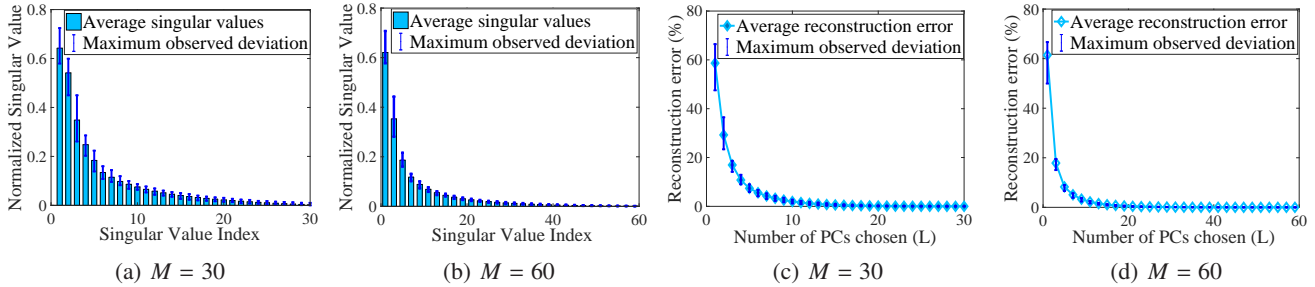 Normalized Singular Value
0.8
0.6
0.4
0.2
0
Average singular values
Maximum observed deviation
0 10 20 30
Singular Value Index
(a) M = 30
Normalized Singular Value
0.8
0.6
0.4
0.2
0
Average singular values
Maximum observed deviation
0 20 40 60
Singular Value Index
(b) M = 60
Reconstruction error (%)
80
60
40
20
0
Average reconstruction error
Maximum observed deviation
0 10 20 30
Number of PCs chosen (L)
(c) M = 30
Reconstruction error (%)
80
60
40
20
0
Average reconstruction error
Maximum observed deviation
0 20 40 60
Number of PCs chosen (L)
(d) M = 60